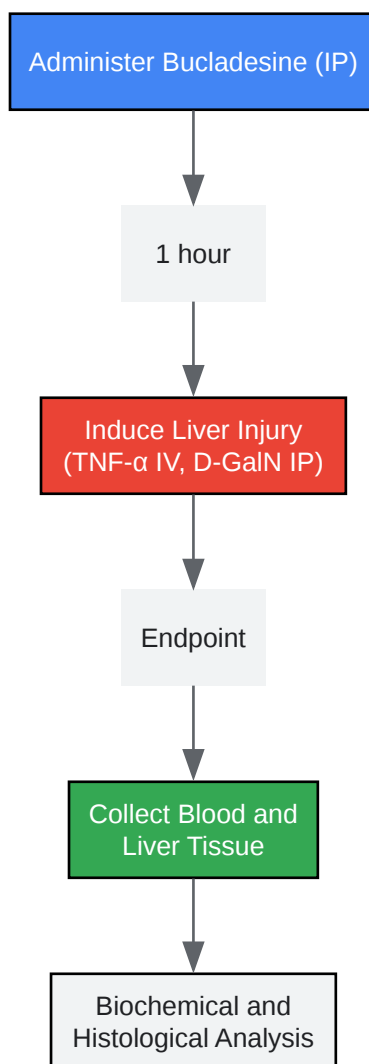 Administer Bucladesine (IP)
1 hour
Induce Liver Injury
(TNF-α IV, D-GalN IP)
Endpoint
Collect Blood and
Liver Tissue
Biochemical and
Histological Analysis